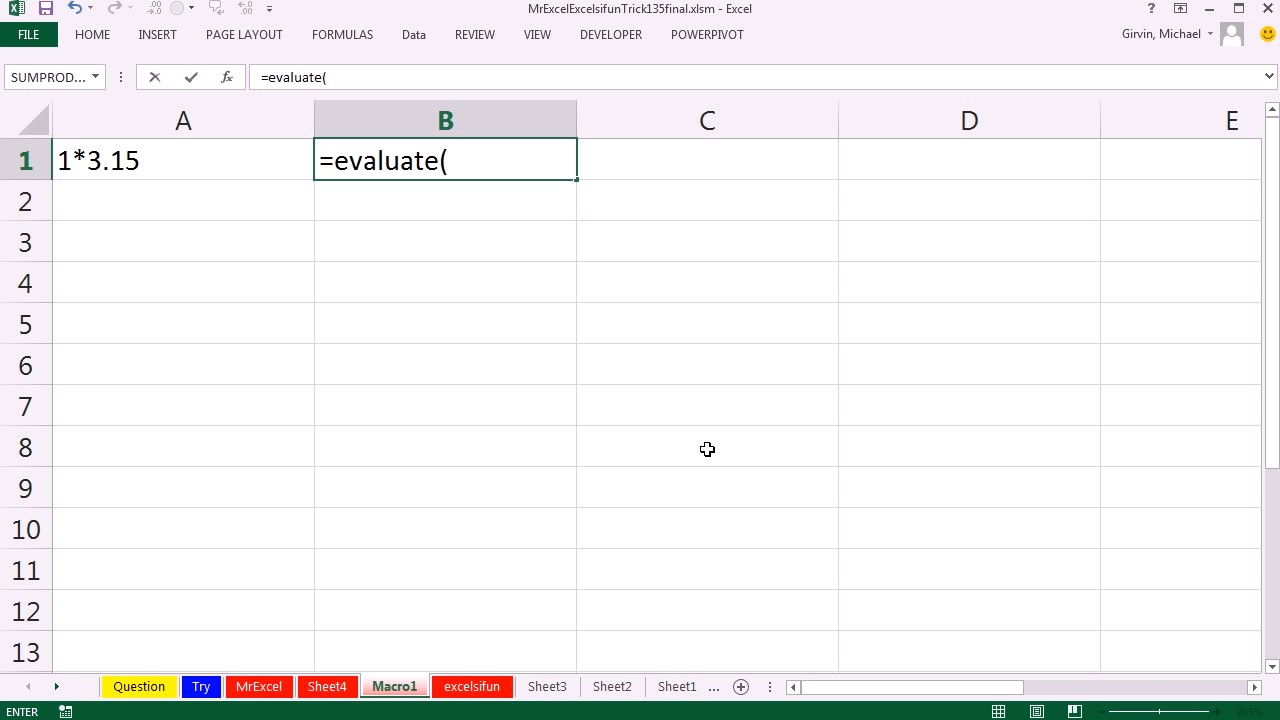 MrExcelExcelsifunTrick135final.xlsm - Excel
?
FILE HOME INSERT PAGE LAYOUT FORMULAS Data REVIEW VIEW DEVELOPER POWERPIVOT Girvin, Michael
SUMPROD... =evaluate(
A B C D E
1 1*3.15 =evaluate(
2
3
4
5
6
7
8
9
10
11
12
13
Question Try MrExcel Sheet4 Macro1 excelsifun Sheet3 Sheet2 Sheet1 ...
ENTER 205%